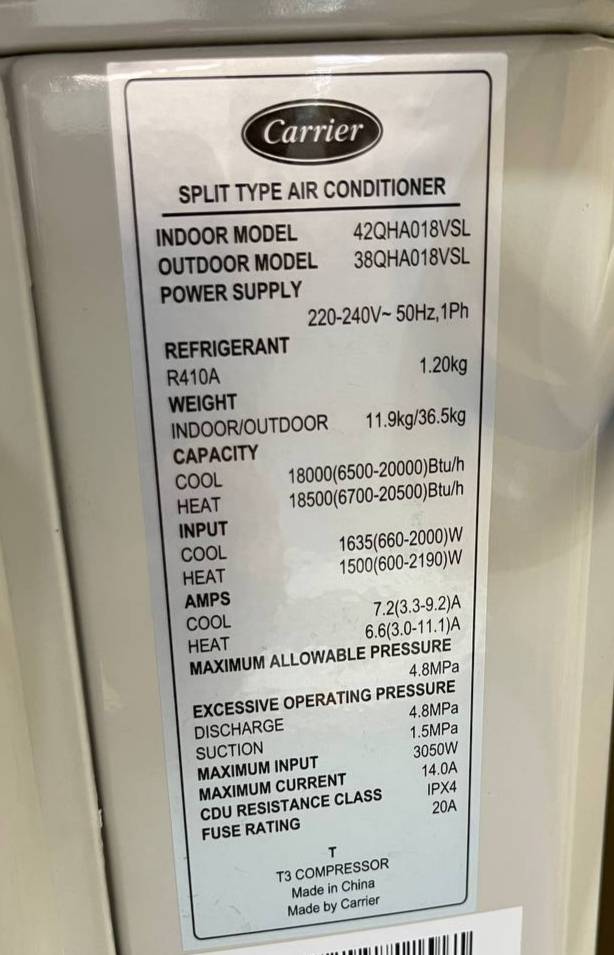 Carrier
SPLIT TYPE AIR CONDITIONER
INDOOR MODEL 42QHA018VSL
OUTDOOR MODEL 38QHA018VSL
POWER SUPPLY
220-240V~ 50Hz,1Ph
REFRIGERANT
R410A 1.20kg
WEIGHT
INDOOR/OUTDOOR 11.9kg/36.5kg
CAPACITY
COOL 18000(6500-20000)Btu/h
HEAT 18500(6700-20500)Btu/h
INPUT
COOL 1635(660-2000)W
HEAT 1500(600-2190)W
AMPS
COOL 7.2(3.3-9.2)A
HEAT 6.6(3.0-11.1)A
MAXIMUM ALLOWABLE PRESSURE
4.8MPa
EXCESSIVE OPERATING PRESSURE
DISCHARGE 4.8MPa
SUCTION 1.5MPa
MAXIMUM INPUT 3050W
MAXIMUM CURRENT 14.0A
CDU RESISTANCE CLASS IPX4
FUSE RATING 20A
T
T3 COMPRESSOR
Made in China
Made by Carrier